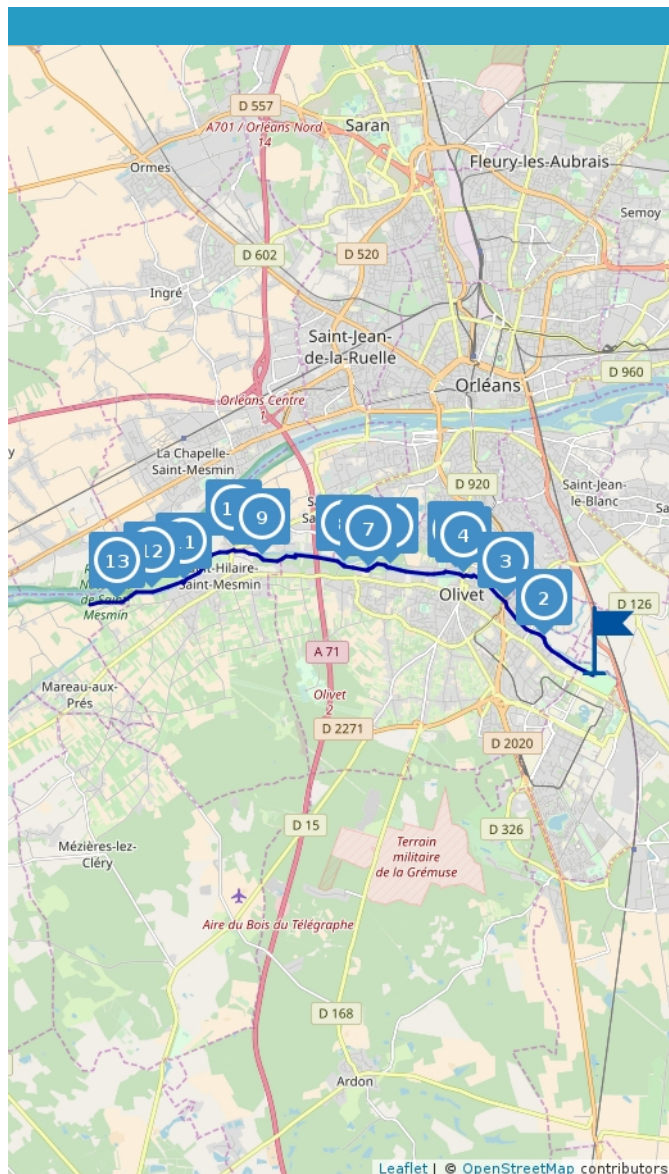 D 557
A701 / Orléans Nord
14
Saran
Ormes
Fleury-les-Aubrais
Semoy
D 602
D 520
Ingré
Saint-Jean-
de-la-Ruelle
D 960
Orléans
Orléans Centre
La Chapelle-
Saint-Mesmin
D 920
Saint-Jean-
le-Blanc
9
7
4
3
13
12
11
2
-Hilaire-
Saint-Mesmin
Olivet
de Saint-
Mesmin
D 126
A 71
Mareau-aux-
Prés
Olivet
2
D 2271
D 2020
D 15
D 326
Mézières-lez-
Cléry
Terrain
militaire
de la Grémuse
Aire du Bois du Télégraphe
D 168
Ardon
Leaflet | © OpenStreetMap contributors